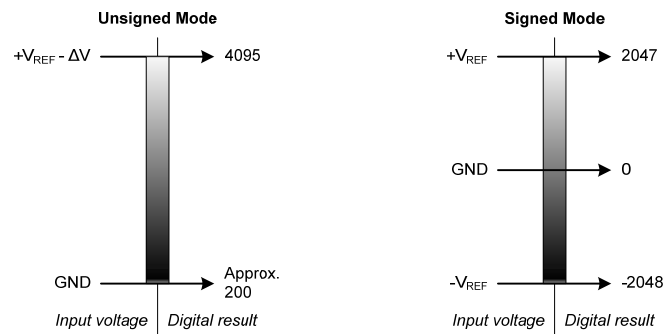 Unsigned Mode
+VREF - ΔV
4095
GND
Approx.
200
Input voltage
Digital result
Signed Mode
+VREF
2047
GND
0
-VREF
-2048
Input voltage
Digital result